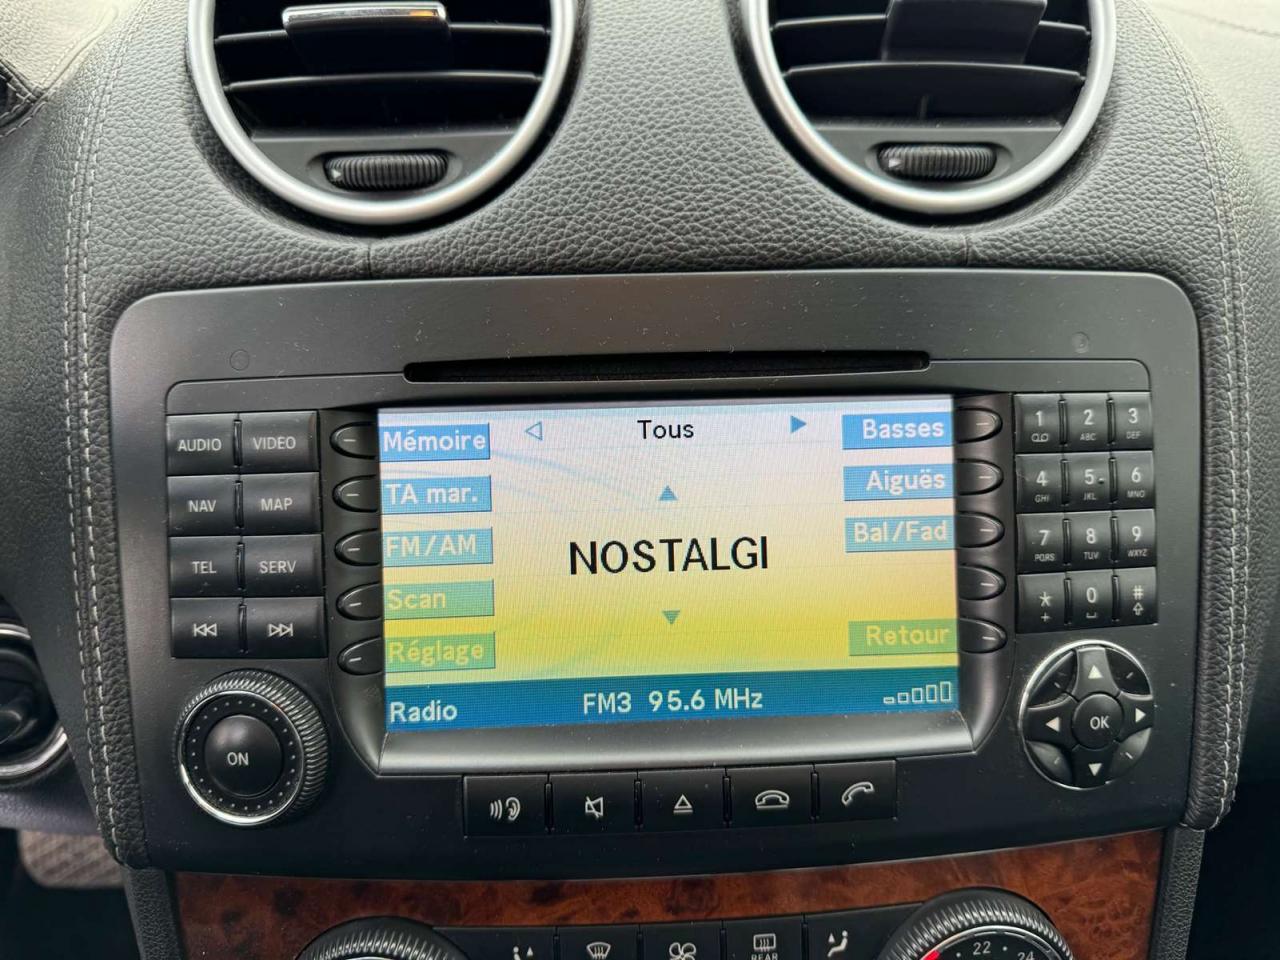 AUDIO VIDEO
NAV MAP
TEL SERV
ON
Mémoire Tous Basses
TA mar. Aiguës
FM/AM Bal/Fad
NOSTALGI
Scan
Réglage Retour
Radio FM3 95.6 MHz
1 2 ABC 3 DEF
4 GHI 5 JKL 6 MNO
7 PQRS 8 TUV 9 WXYZ
* + 0 #
OK
REAR
22 24